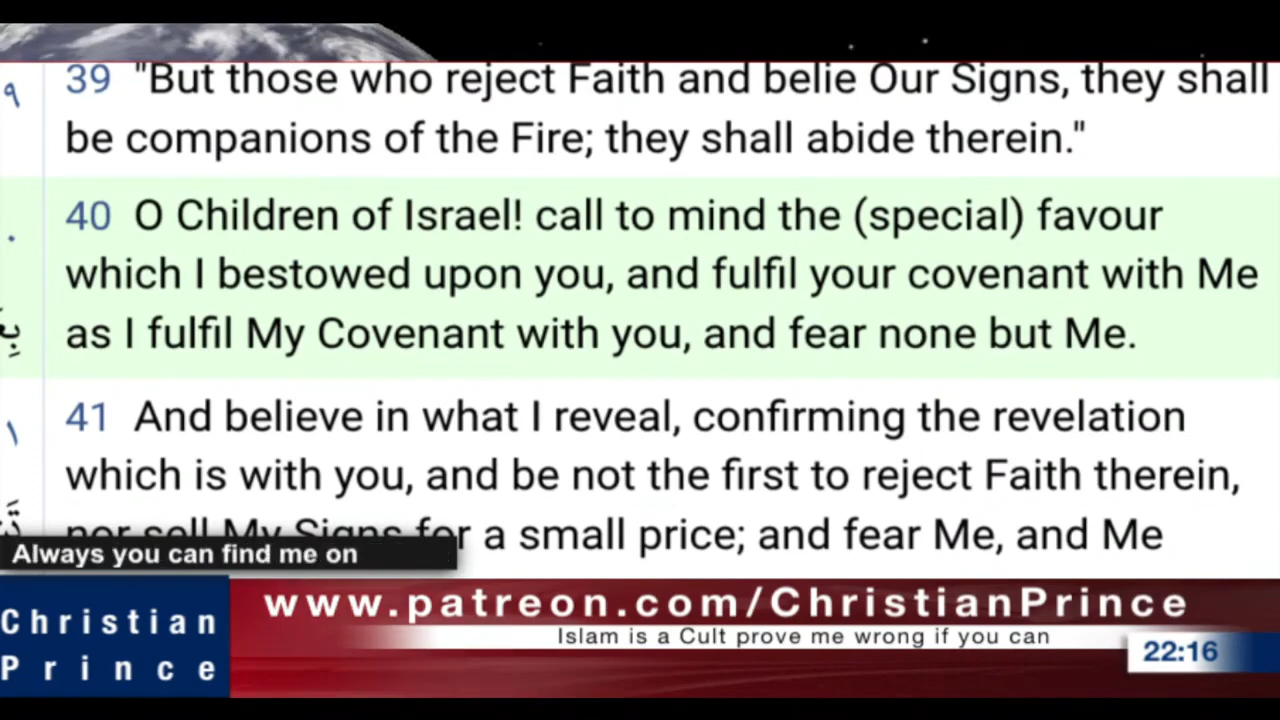 39 "But those who reject Faith and belie Our Signs, they shall
be companions of the Fire; they shall abide therein."
40 O Children of Israel! call to mind the (special) favour
which I bestowed upon you, and fulfil your covenant with Me
as I fulfil My Covenant with you, and fear none but Me.
41 And believe in what I reveal, confirming the revelation
which is with you, and be not the first to reject Faith therein,
nor sell My Signs for a small price; and fear Me, and Me
Always you can find me on
Christian
Prince
www.patreon.com/ChristianPrince
Islam is a Cult prove me wrong if you can
22:16